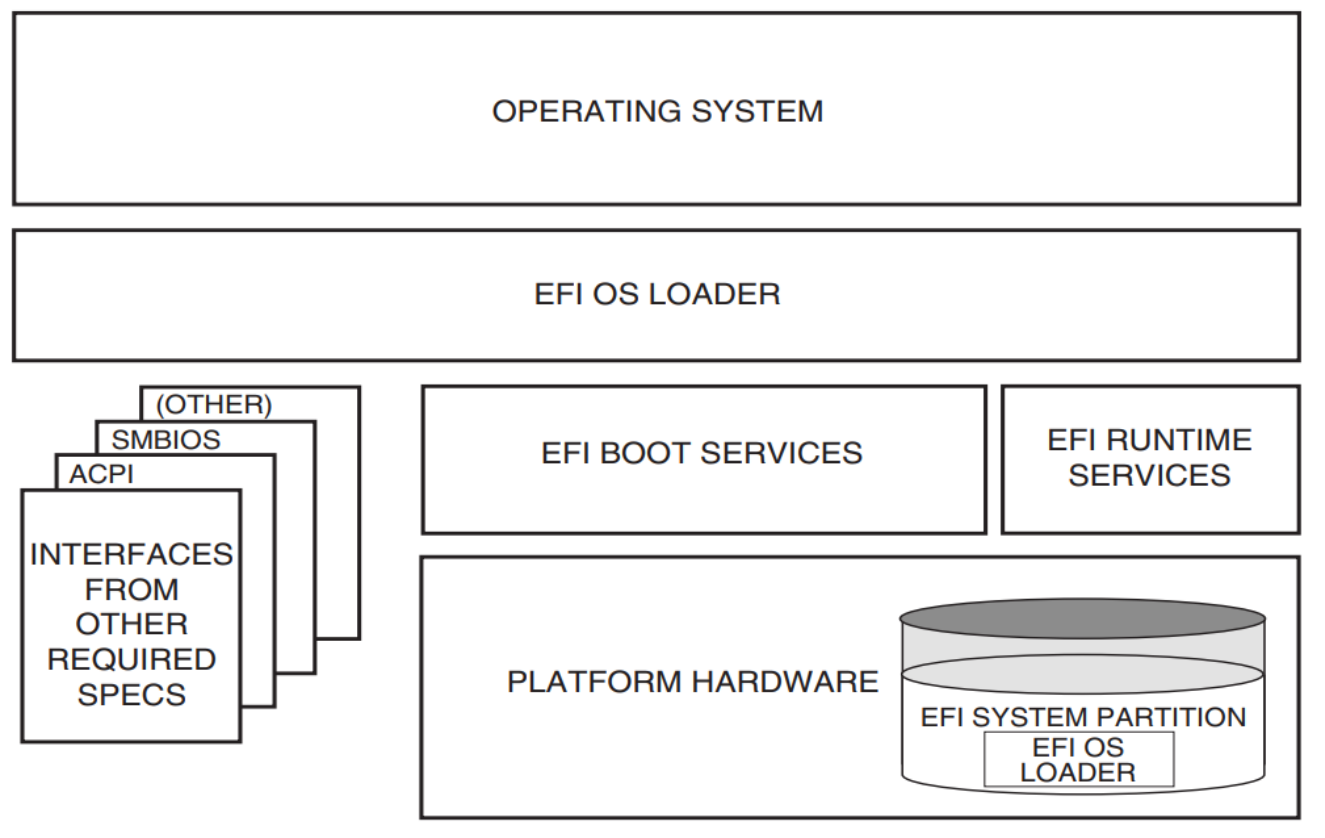 OPERATING SYSTEM
EFI OS LOADER
(OTHER)
SMBIOS
ACPI
INTERFACES
FROM
OTHER
REQUIRED
SPECS
EFI BOOT SERVICES
EFI RUNTIME
SERVICES
PLATFORM HARDWARE
EFI SYSTEM PARTITION
EFI OS
LOADER